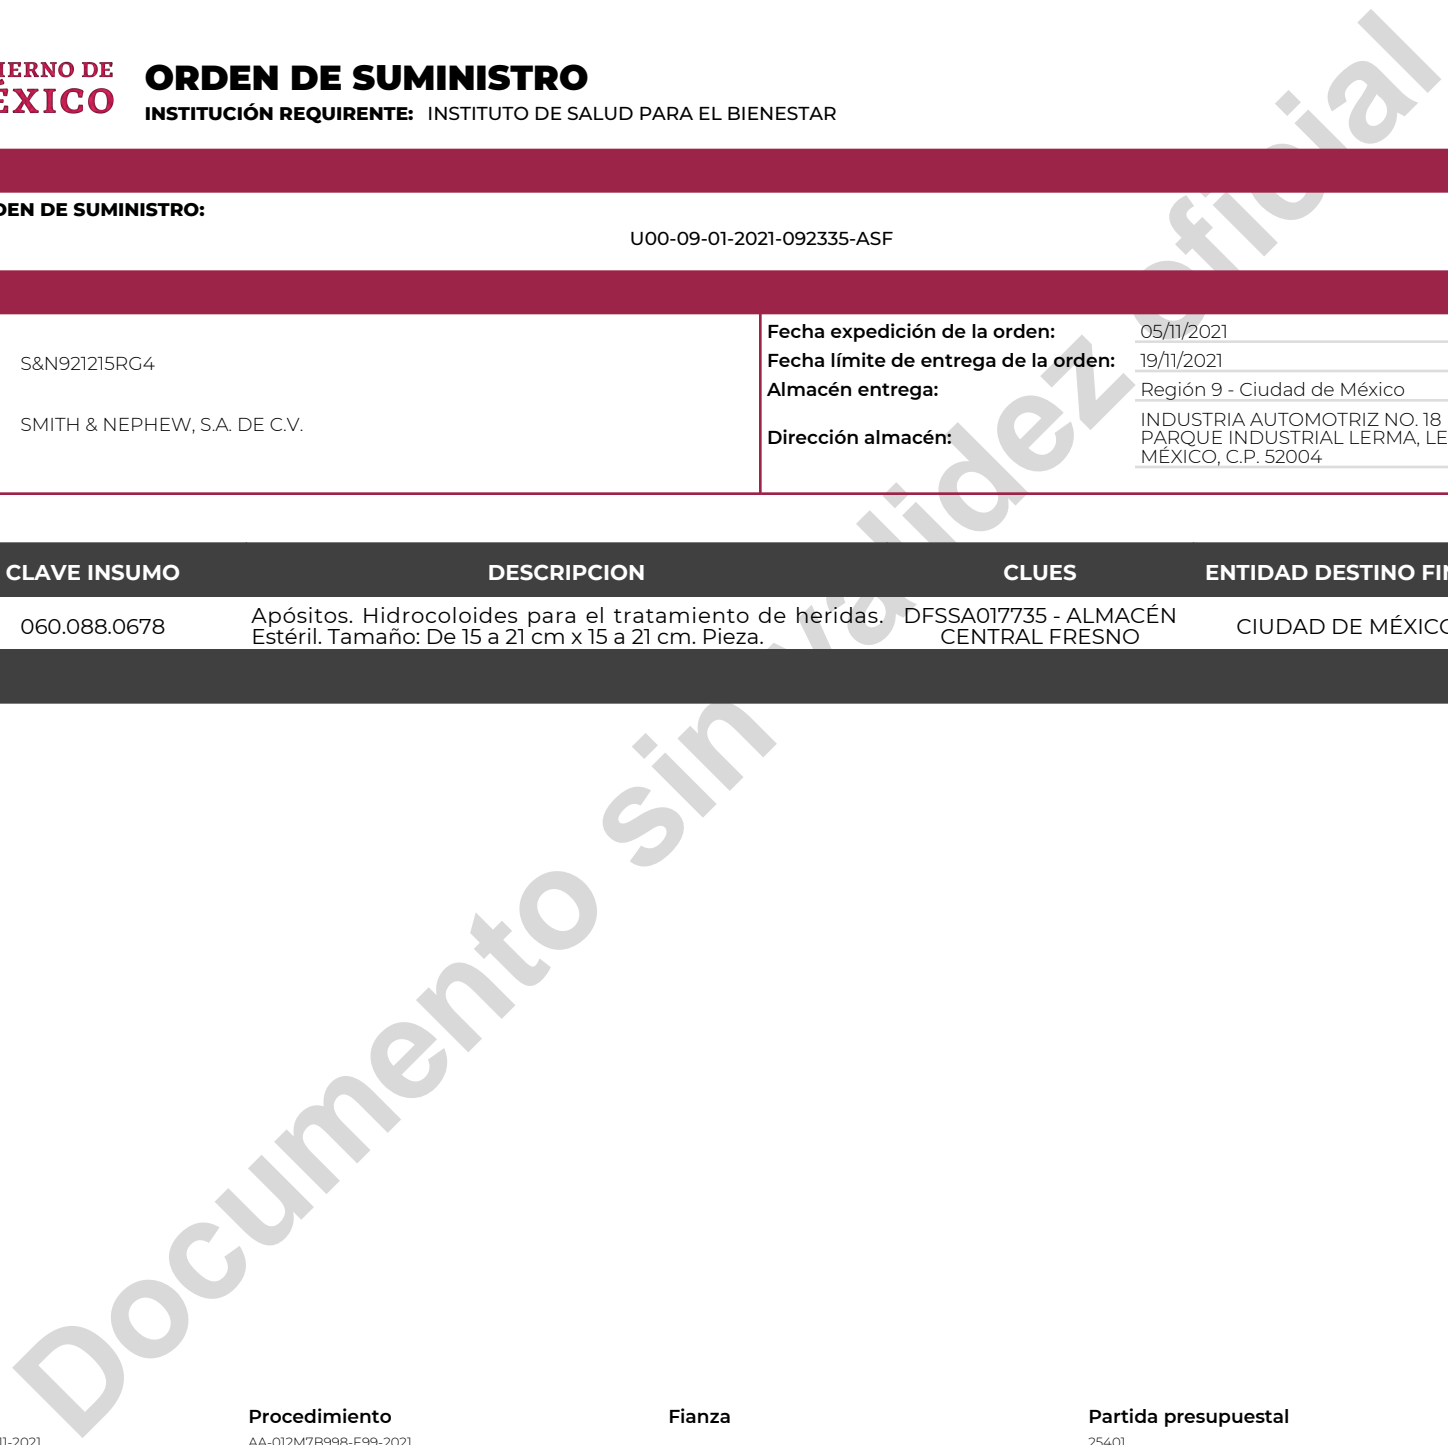 ORDEN DE SUMINISTRO
INSTITUCIÓN REQUIRENTE: INSTITUTO DE SALUD PARA EL BIENESTAR
DE SUMINISTRO:
U00-09-01-2021-092335-ASF
S&N921215RG4
SMITH & NEPHEW, S.A. DE C.V.
Fecha expedición de la orden: 05/11/2021
Fecha límite de entrega de la orden: 19/11/2021
Almacén entrega: Región 9 - Ciudad de México
Dirección almacén: INDUSTRIA AUTOMOTRIZ NO. 18
PARQUE INDUSTRIAL LERMA, LE
MÉXICO, C.P. 52004
CLAVE INSUMO DESCRIPCION CLUES ENTIDAD DESTINO
060.088.0678 Apósitos. Hidrocoloides para el tratamiento de heridas. Estéril. Tamaño: De 15 a 21 cm x 15 a 21 cm. Pieza. DFSSA017735 - ALMACÉN CENTRAL FRESNO CIUDAD DE MÉXICO
Documento sin validez oficial
Procedimiento Fianza Partida presupuestal
AA-012M7B998-E99-2021 25401